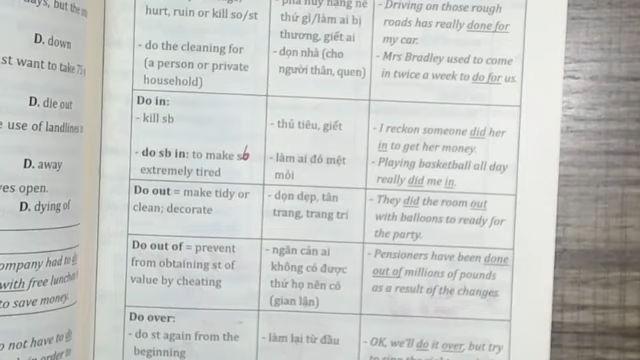 days, but the
D. down
st want to take 75
D. die out
e use of landlines
D. away
es open.
D. dying of
ompany had to
with free lunch
to save money.
o not have to
hurt, ruin or kill so/st
- do the cleaning for
(a person or private
household)
thứ gì/làm ai bị
thương, giết ai
- dọn nhà (cho
người thân, quen)
- Driving on those rough
roads has really done for
my car.
- Mrs Bradley used to come
in twice a week to do for us.
Do in:
- kill sb
- do sb in: to make sb
extremely tired
- thủ tiêu, giết
- làm ai đó mệt
mỏi
- I reckon someone did her
in to get her money.
- Playing basketball all day
really did me in.
Do out = make tidy or
clean; decorate
- dọn dẹp, tân
trang, trang trí
- They did the room out
with balloons to ready for
the party.
Do out of = prevent
from obtaining st of
value by cheating
- ngăn cản ai
không có được
thứ họ nên có
(gian lận)
- Pensioners have been done
out of millions of pounds
as a result of the changes.
Do over:
- do st again from the
beginning
- làm lại từ đầu
- OK, we'll do it over, but try